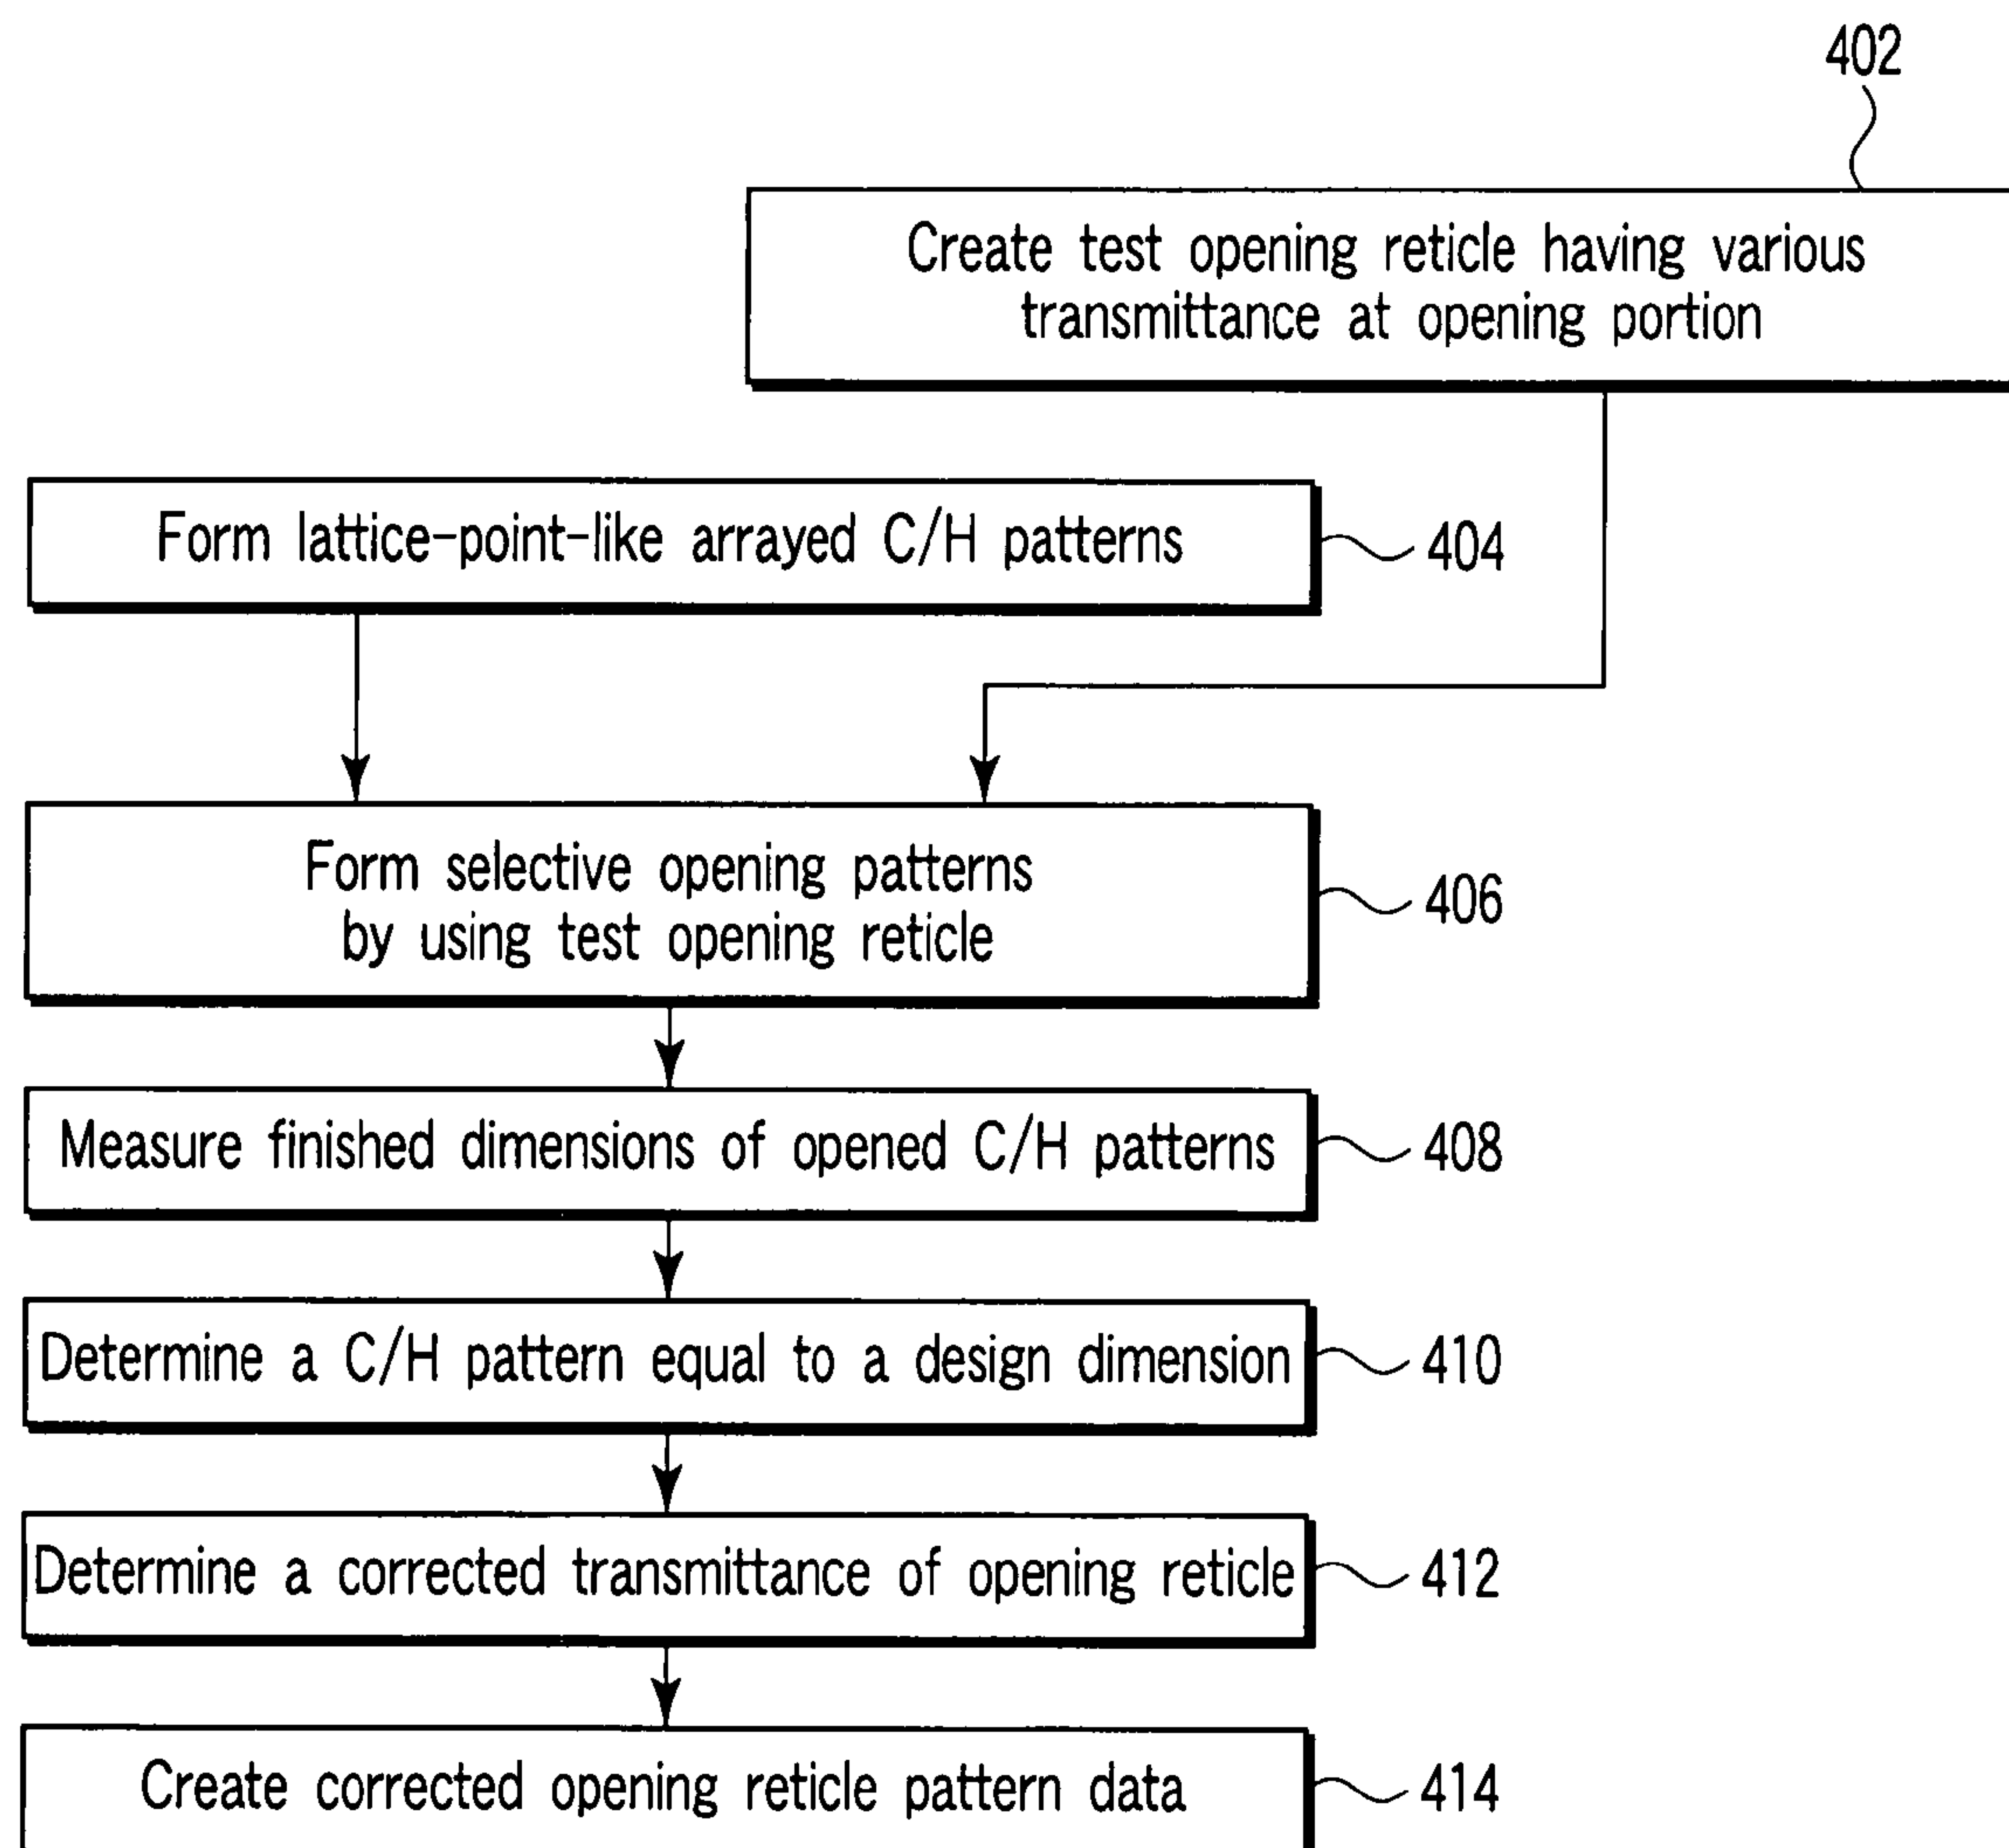 402
Create test opening reticle having various
transmittance at opening portion
Form lattice-point-like arrayed C/H patterns
404
Form selective opening patterns
by using test opening reticle
406
Measure finished dimensions of opened C/H patterns
408
Determine a C/H pattern equal to a design dimension
410
Determine a corrected transmittance of opening reticle
412
Create corrected opening reticle pattern data
414